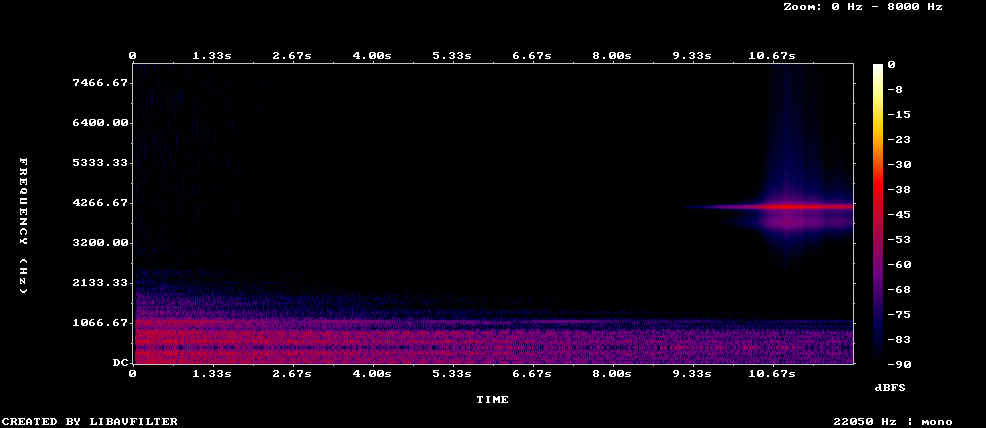 Zoom: 0 Hz - 8000 Hz
0 1.33s 2.67s 4.00s 5.33s 6.67s 8.00s 9.33s 10.67s
0
7466.67
-8
-15
6400.00
-23
5333.33
-30
-38
4266.67
-45
3200.00
-53
-60
2133.33
-68
1066.67
-75
-83
DC
-90
0 1.33s 2.67s 4.00s 5.33s 6.67s 8.00s 9.33s 10.67s
FREQUENCY (Hz)
dBFS
TIME
CREATED BY LIBAVFILTER
22050 Hz | mono